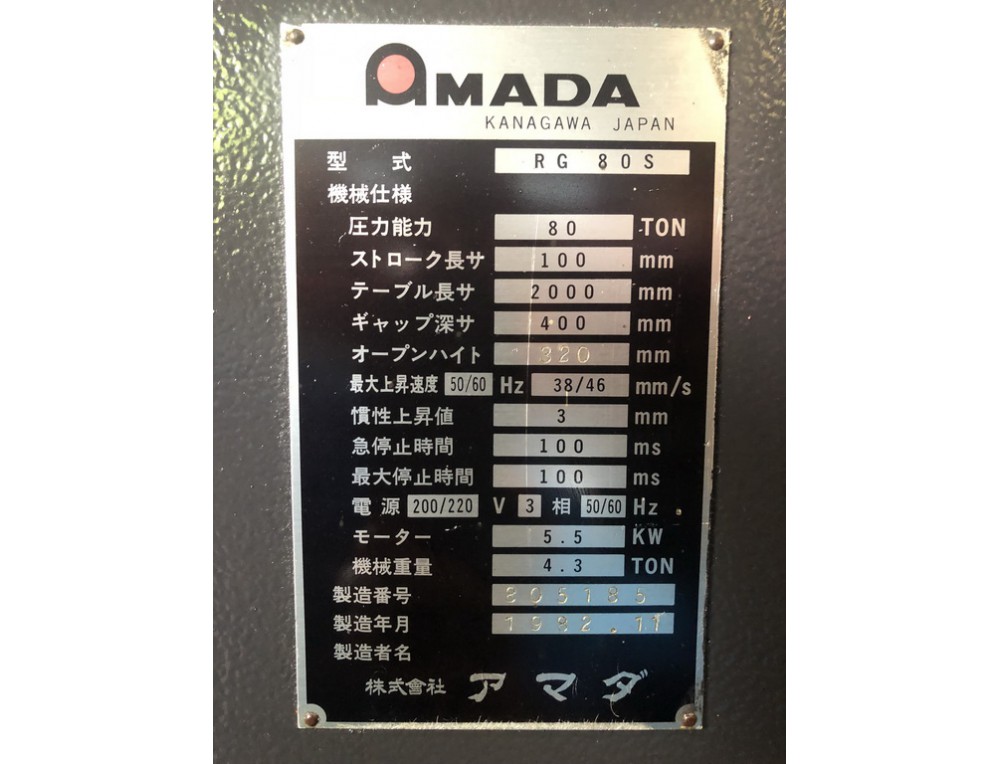 AMADA
KANAGAWA JAPAN
型 式 RG 80S
機械仕様
圧力能力 80 TON
ストローク長サ 100 mm
テーブル長サ 2000 mm
ギャップ深サ 400 mm
オープンハイト 320 mm
最大上昇速度 50/60 Hz 38/46 mm/s
慣性上昇値 3 mm
急停止時間 100 ms
最大停止時間 100 ms
電源 200/220 V 3 相 50/60 Hz
モーター 5.5 KW
機械重量 4.3 TON
製造番号 805185
製造年月 1982.11
製造者名
株式會社 アマダ